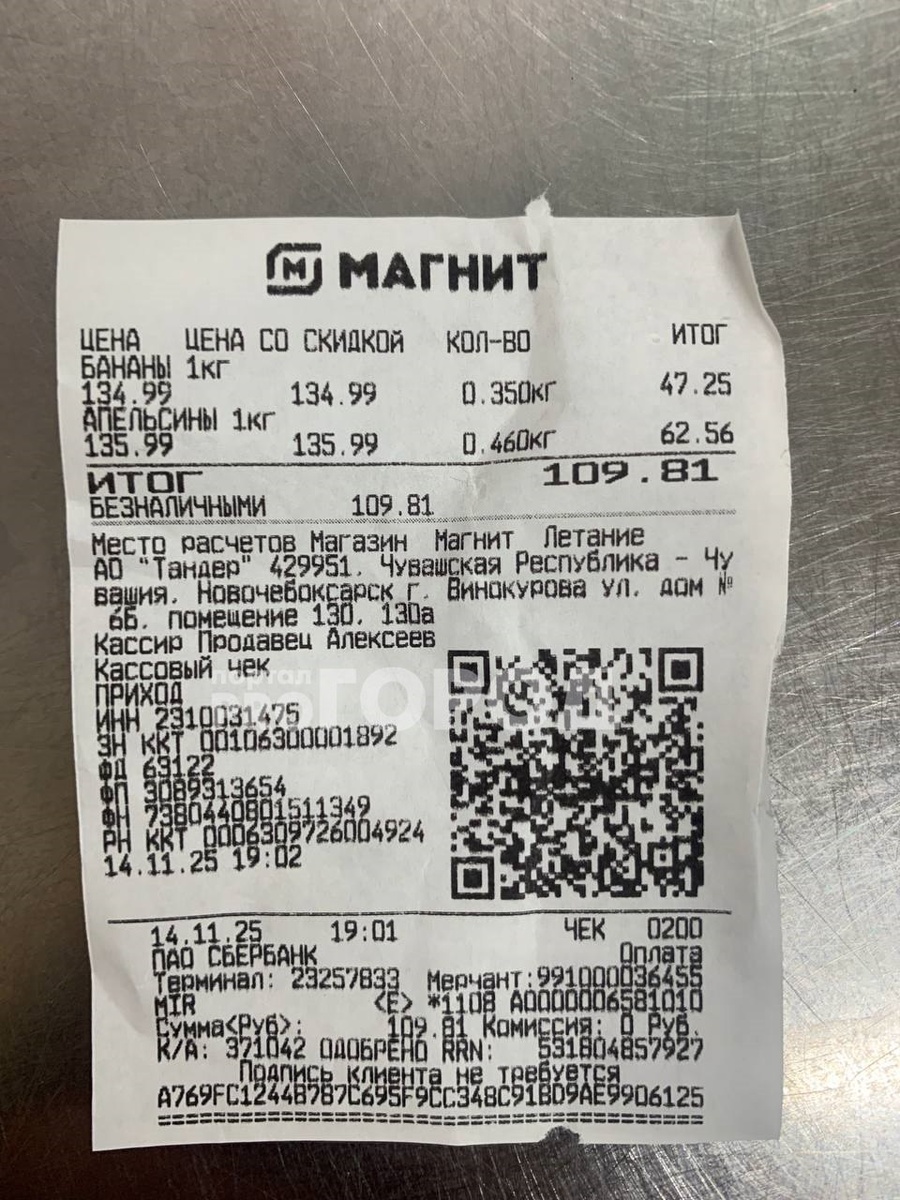 МАГНИТ
ЦЕНА ЦЕНА СО СКИДКОЙ КОЛ-ВО ИТОГ
БАНАНЫ 1кг
134.99 134.99 0.350кг 47.25
АПЕЛЬСИНЫ 1кг
135.99 135.99 0.460кг 62.56
ИТОГ 109.81
БЕЗНАЛИЧНЫМИ 109.81
Место расчетов Магазин Магнит Летание
АО "Тандер" 429951, Чувашская Республика - Чу
вашия, Новочебоксарск г, Винокурова ул, дом №
6Б, помещение 130, 130а
Кассир Продавец Алексеев
Кассовый чек
ПРИХОД
ИНН 2310031475
ЗН ККТ 00106300001892
ФД 63122
ФП 3089313654
ФН 7380440801511349
РН ККТ 0006309726004924
14.11.25 19:02
портал
проГОРОД
14.11.25 19:01 ЧЕК 0200
ПАО СБЕРБАНК Оплата
Терминал: 23257833 Мерчант:991000036455
MIR <E> *1108 A0000006581010
Сумма<Руб>: 109.81 Комиссия: 0 Руб.
К/А: 371042 ОДОБРЕНО RRN: 531804857927
Подпись клиента не требуется
A769FC1244B7B7C695F9CC348C91BD9AE9906125